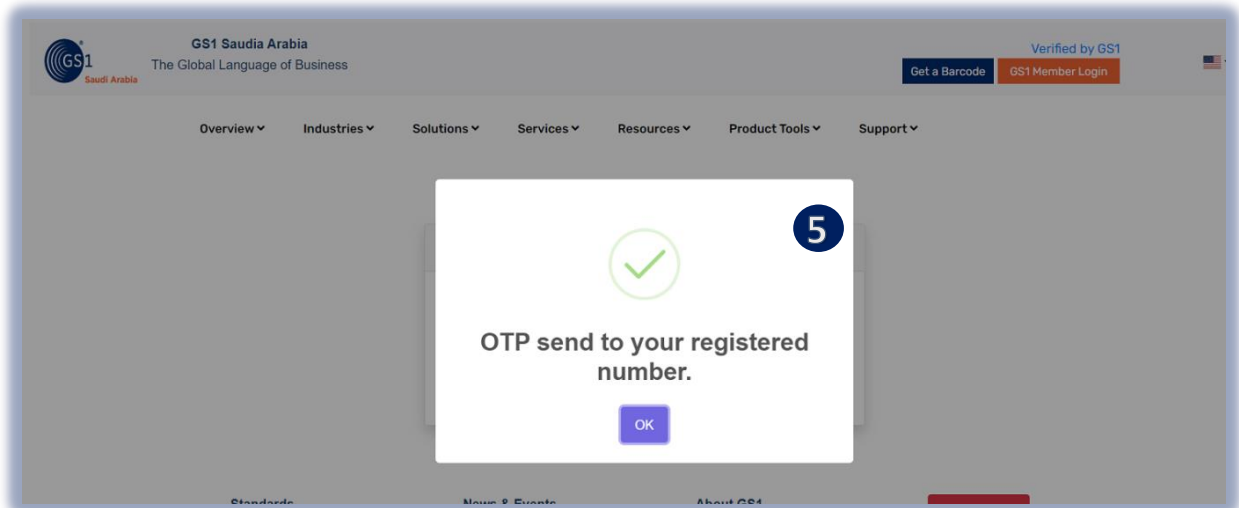 GS1 Saudia Arabia
The Global Language of Business
GS1
Saudi Arabia
Verified by GS1
Get a Barcode
GS1 Member Login
Overview
Industries
Solutions
Services
Resources
Product Tools
Support
5
OTP send to your registered
number.
OK
Standards
News & Events
About GS1